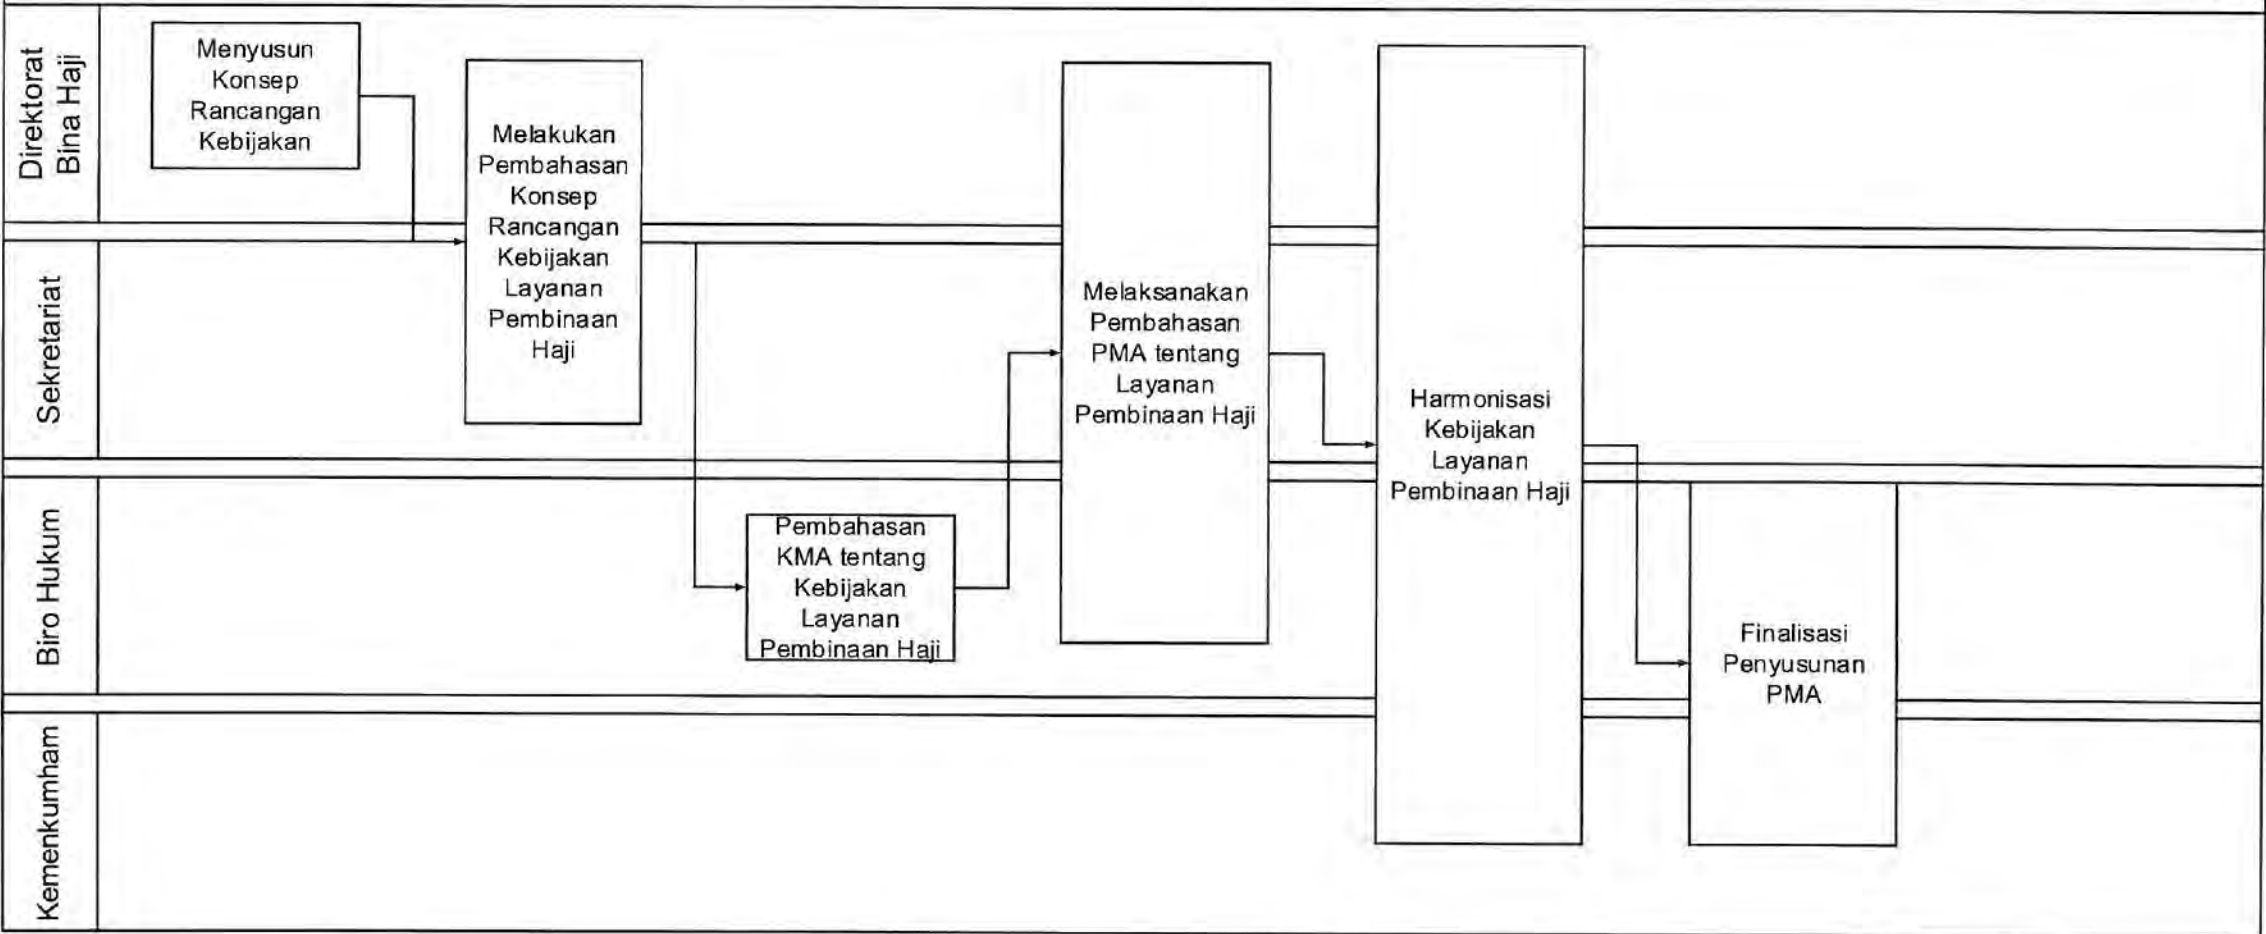 Direktorat
Bina Haji
Menyusun
Konsep
Rancangan
Kebijakan
Melakukan
Pembahasan
Konsep
Rancangan
Kebijakan
Layanan
Pembinaan
Haji
Sekretariat
Melaksanakan
Pembahasan
PMA tentang
Layanan
Pembinaan Haji
Harmonisasi
Kebijakan
Layanan
Pembinaan Haji
Biro Hukum
Pembahasan
KMA tentang
Kebijakan
Layanan
Pembinaan Haji
Finalisasi
Penyusunan
PMA
Kemenkumham